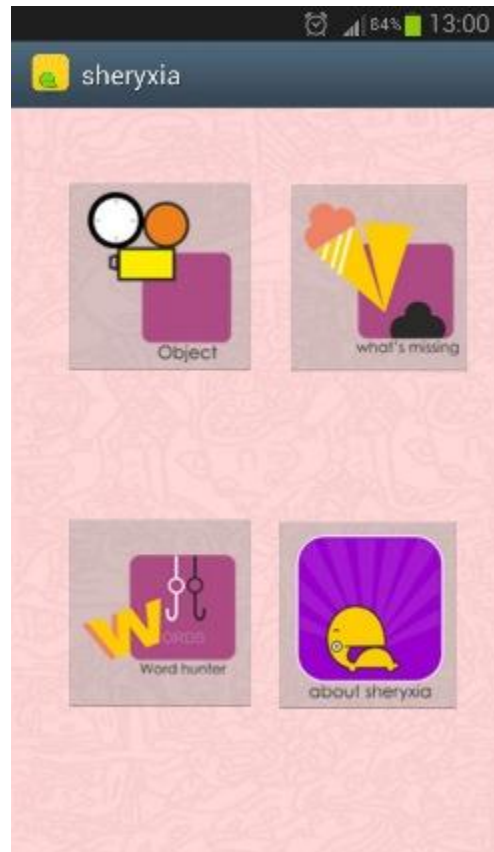 84% 13:00
sheryxia
Object
what's missing
WORDS
Word hunter
about sheryxia